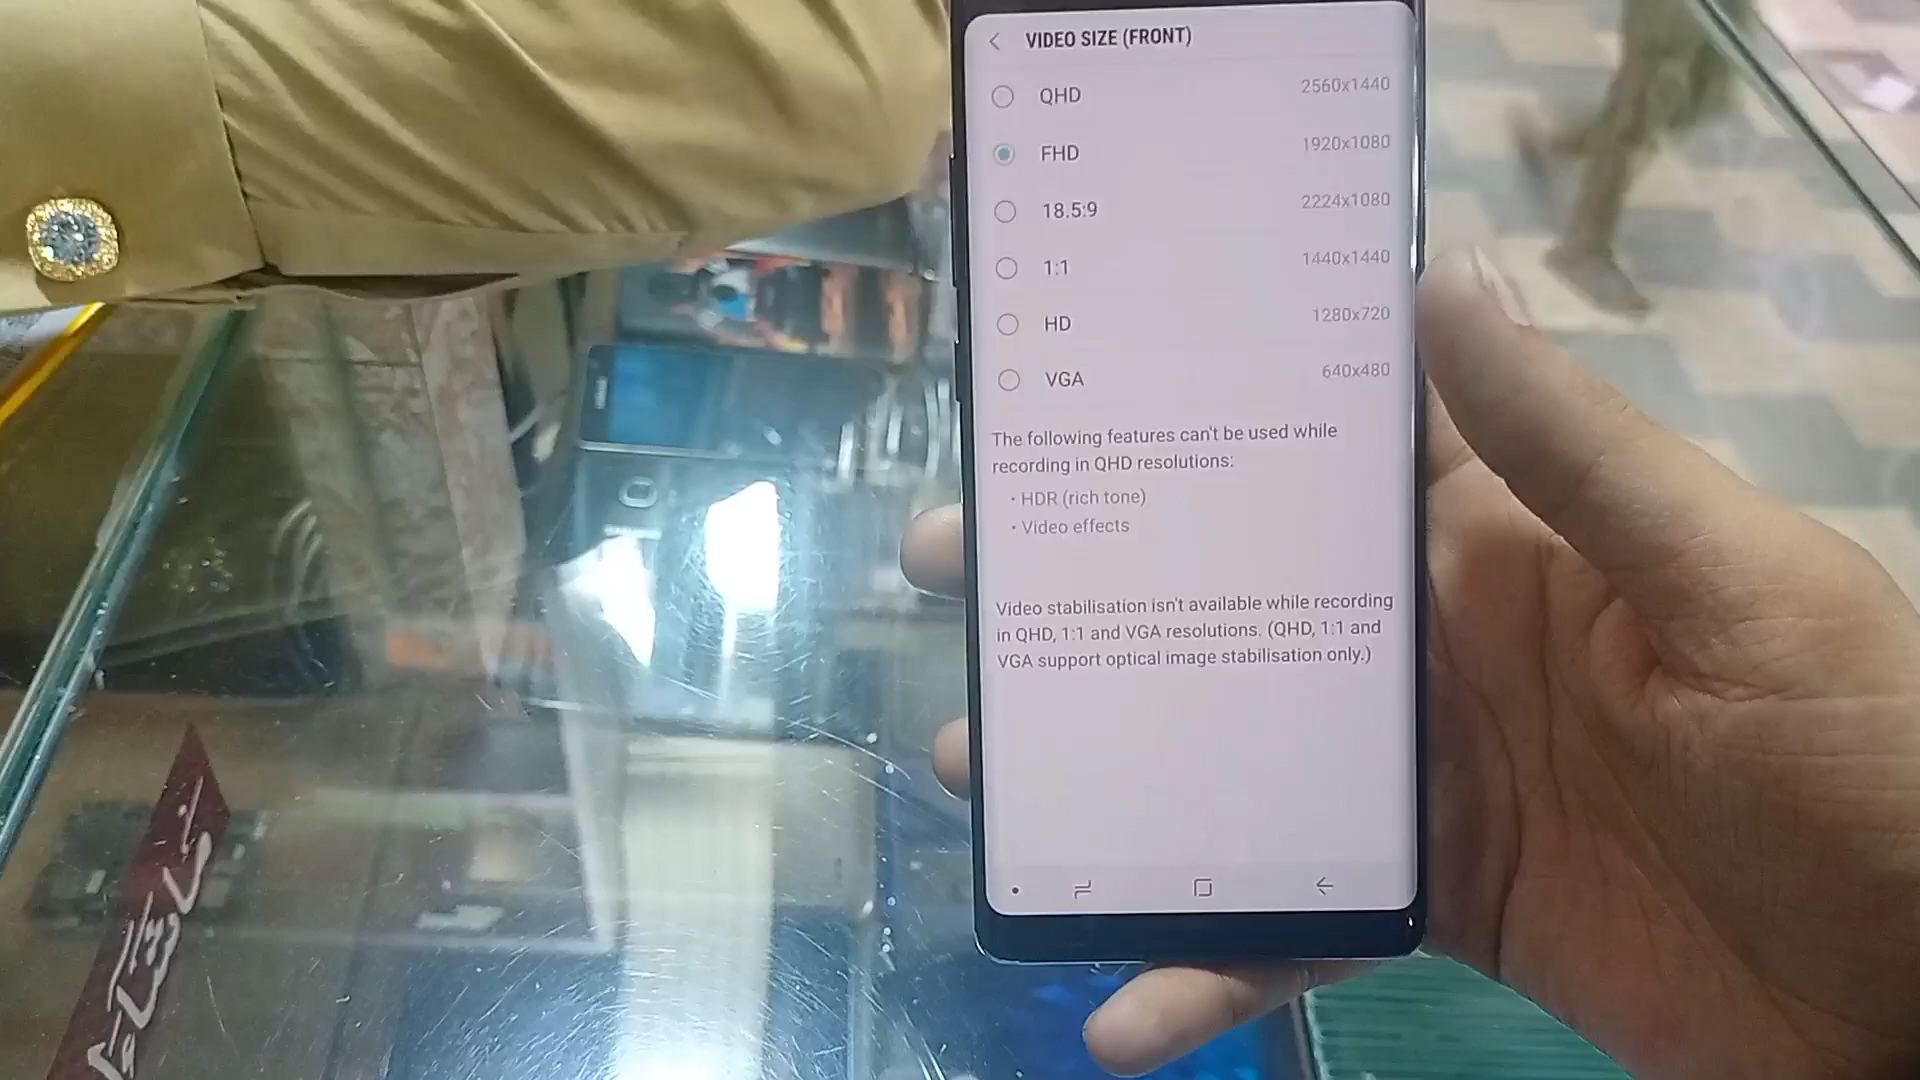 VIDEO SIZE (FRONT)
QHD 2560x1440
FHD 1920x1080
18.5:9 2224x1080
1:1 1440x1440
HD 1280x720
VGA 640x480
The following features can't be used while
recording in QHD resolutions:
• HDR (rich tone)
• Video effects
Video stabilisation isn't available while recording
in QHD, 1:1 and VGA resolutions. (QHD, 1:1 and
VGA support optical image stabilisation only.)